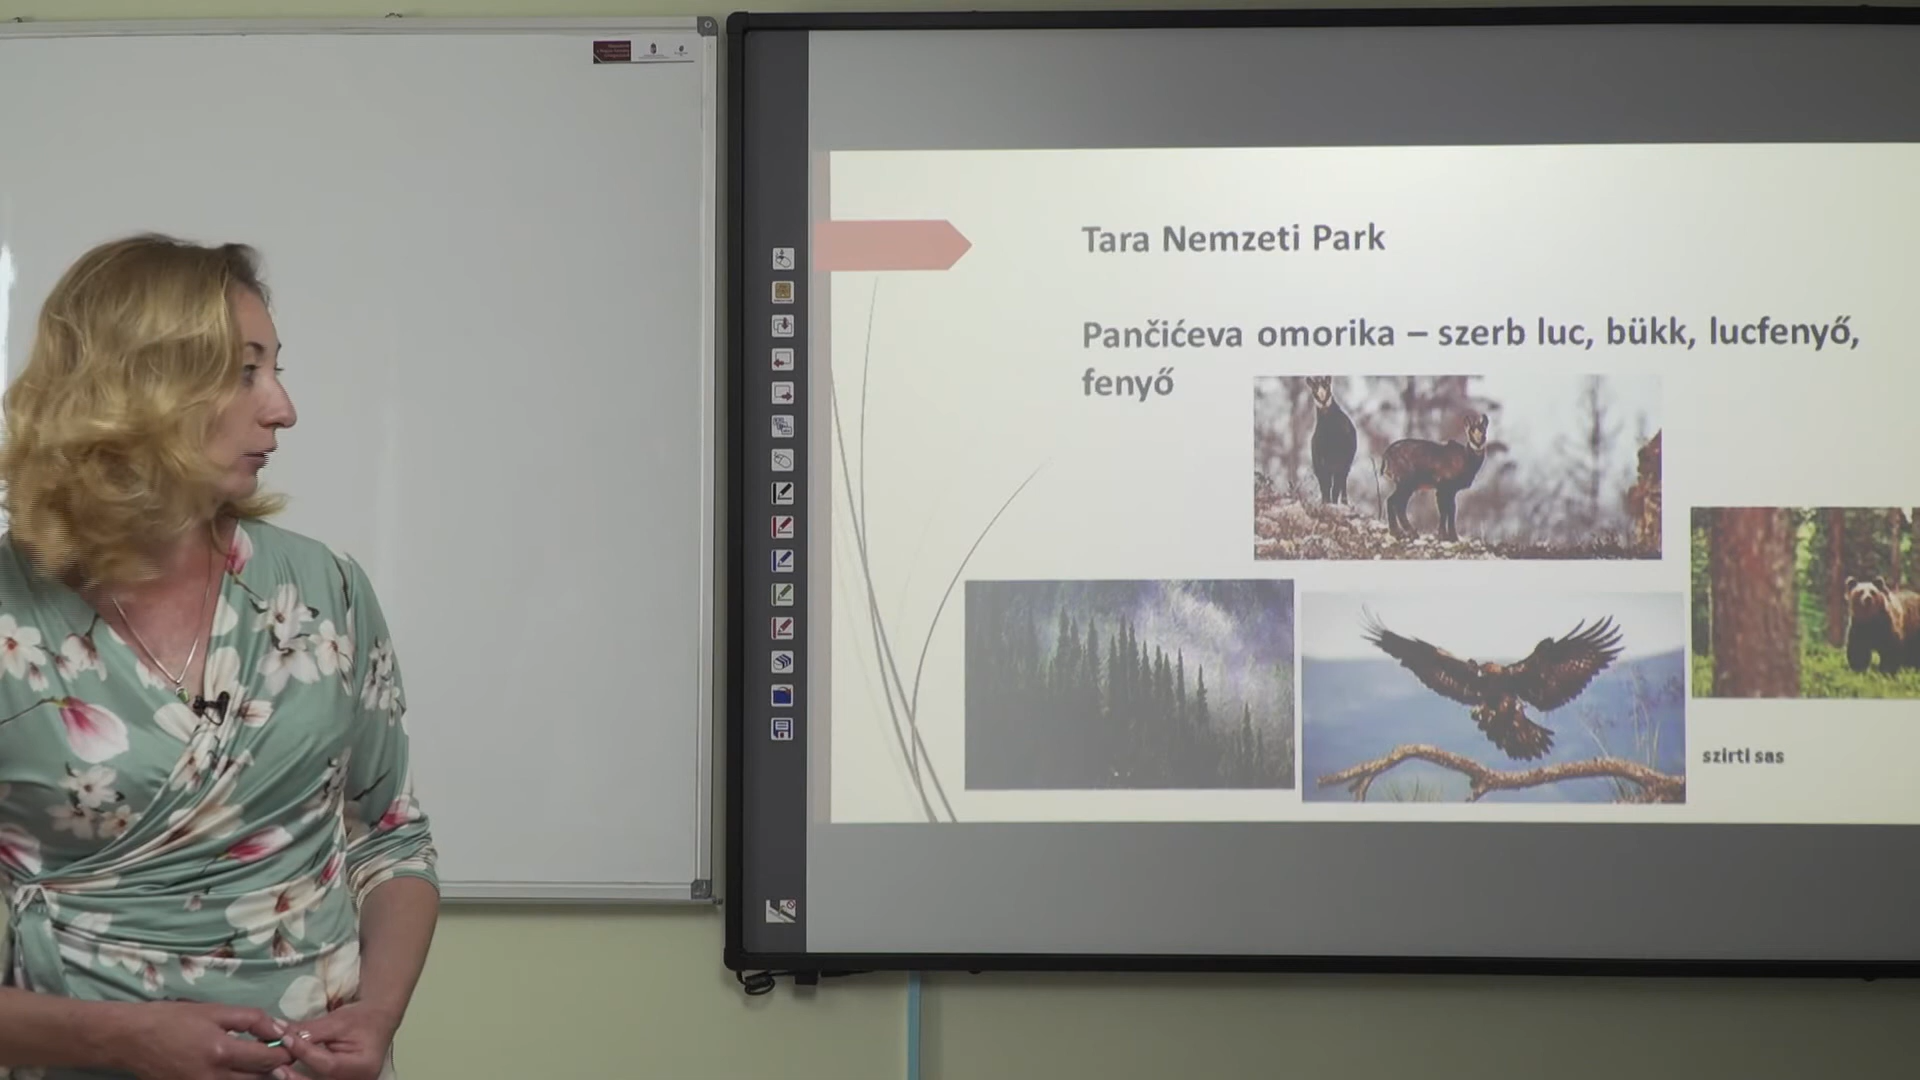 Tara Nemzeti Park
Pančićeva omorika – szerb luc, bükk, lucfenyő,
fenyő
szirti sas